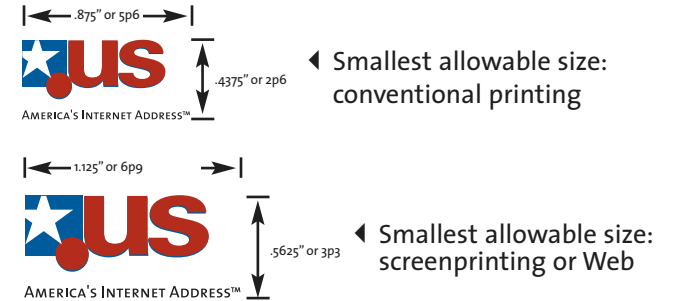 .875” or 5p6
.us
.4375” or 2p6
AMERICA'S INTERNET ADDRESS™
Smallest allowable size:
conventional printing
1.125” or 6p9
.us
.5625” or 3p3
AMERICA'S INTERNET ADDRESS™
Smallest allowable size:
screenprinting or Web